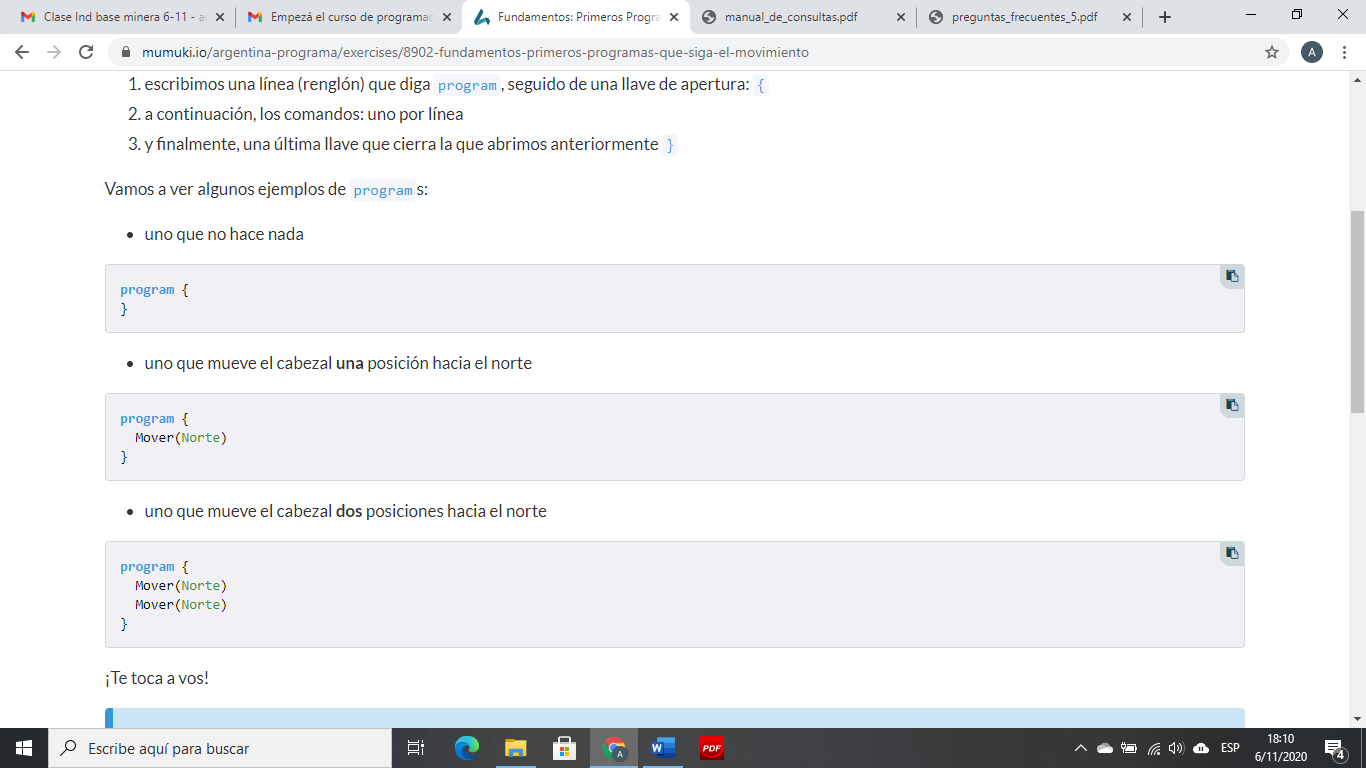 Clase Ind base minera 6-11 - a
Empezá el curso de programac
Fundamentos: Primeros Progra
manual_de_consultas.pdf
preguntas_frecuentes_5.pdf
mumuki.io/argentina-programa/exercises/8902-fundamentos-primeros-programas-que-siga-el-movimiento
A
1. escribimos una línea (renglón) que diga program , seguido de una llave de apertura: {
2. a continuación, los comandos: uno por línea
3. y finalmente, una última llave que cierra la que abrimos anteriormente }
Vamos a ver algunos ejemplos de program s:
• uno que no hace nada
program {
}
• uno que mueve el cabezal una posición hacia el norte
program {
Mover(Norte)
}
• uno que mueve el cabezal dos posiciones hacia el norte
program {
Mover(Norte)
Mover(Norte)
}
¡Te toca a vos!
Escribe aquí para buscar
A
W
PDF
ESP
18:10
6/11/2020
4